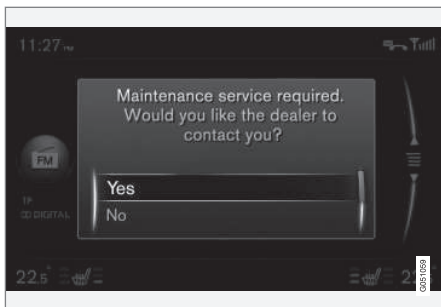 11:27 PM
Maintenance service required.
Would you like the dealer to
contact you?
FM
Yes
TP
DIGITAL
No
22.5°
22
G051059